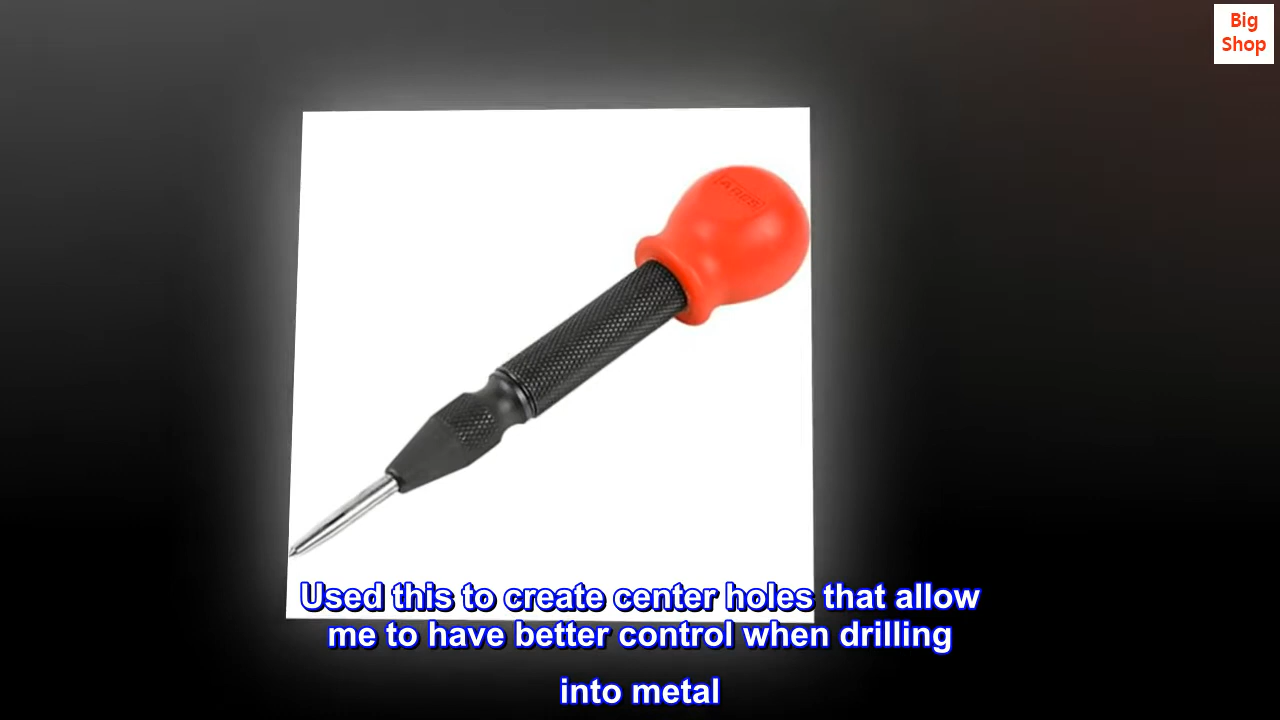 Big
Shop
ARES
Used this to create center holes that allow
me to have better control when drilling
into metal